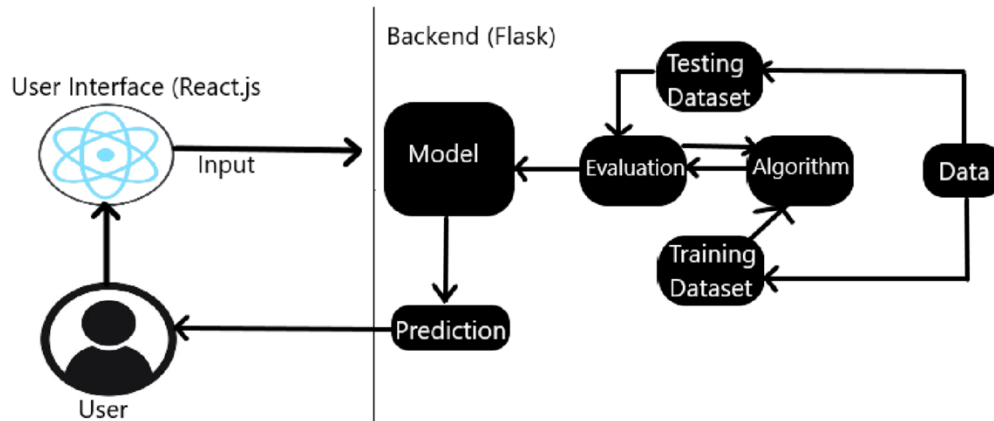 Backend (Flask)
User Interface (React.js
Input
User
Model
Prediction
Evaluation
Algorithm
Testing
Dataset
Training
Dataset
Data